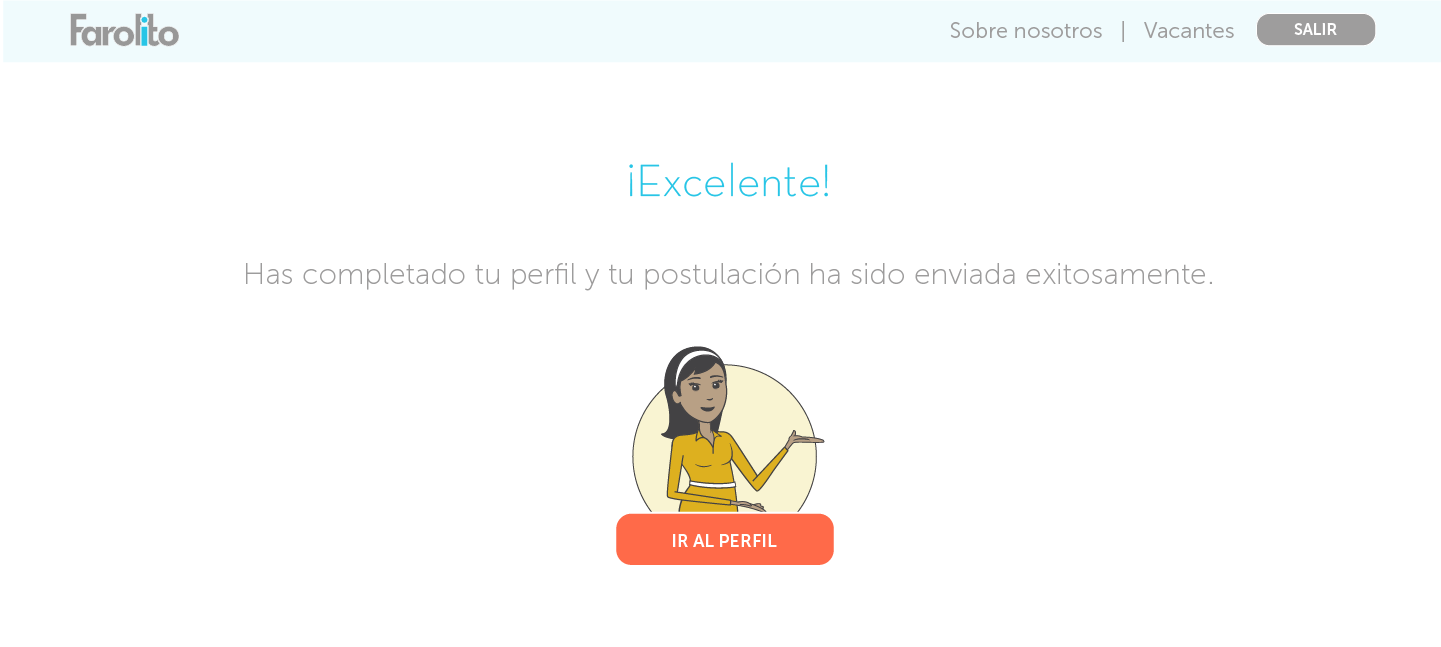 Farolito
Sobre nosotros | Vacantes SALIR
¡Excelente!
Has completado tu perfil y tu postulación ha sido enviada exitosamente.
IR AL PERFIL